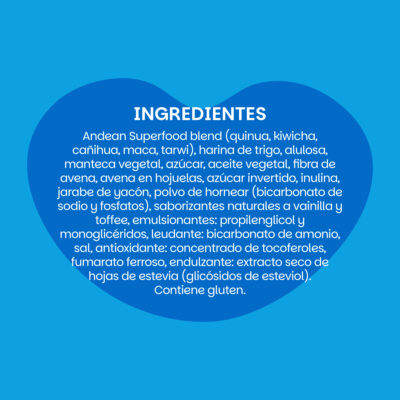 INGREDIENTES
Andean Superfood blend (quinua, kiwicha,
cañihua, maca, tarwi), harina de trigo, alulosa,
manteca vegetal, azúcar, aceite vegetal, fibra de
avena, avena en hojuelas, azúcar invertido, inulina,
jarabe de yacón, polvo de hornear (bicarbonato de
sodio y fosfatos), saborizantes naturales a vainilla y
toffee, emulsionantes: propilenglicol y
monoglicéridos, leudante: bicarbonato de amonio,
sal, antioxidante: concentrado de tocoferoles,
fumarato ferroso, endulzante: extracto seco de
hojas de estevia (glicósidos de esteviol).
Contiene gluten.